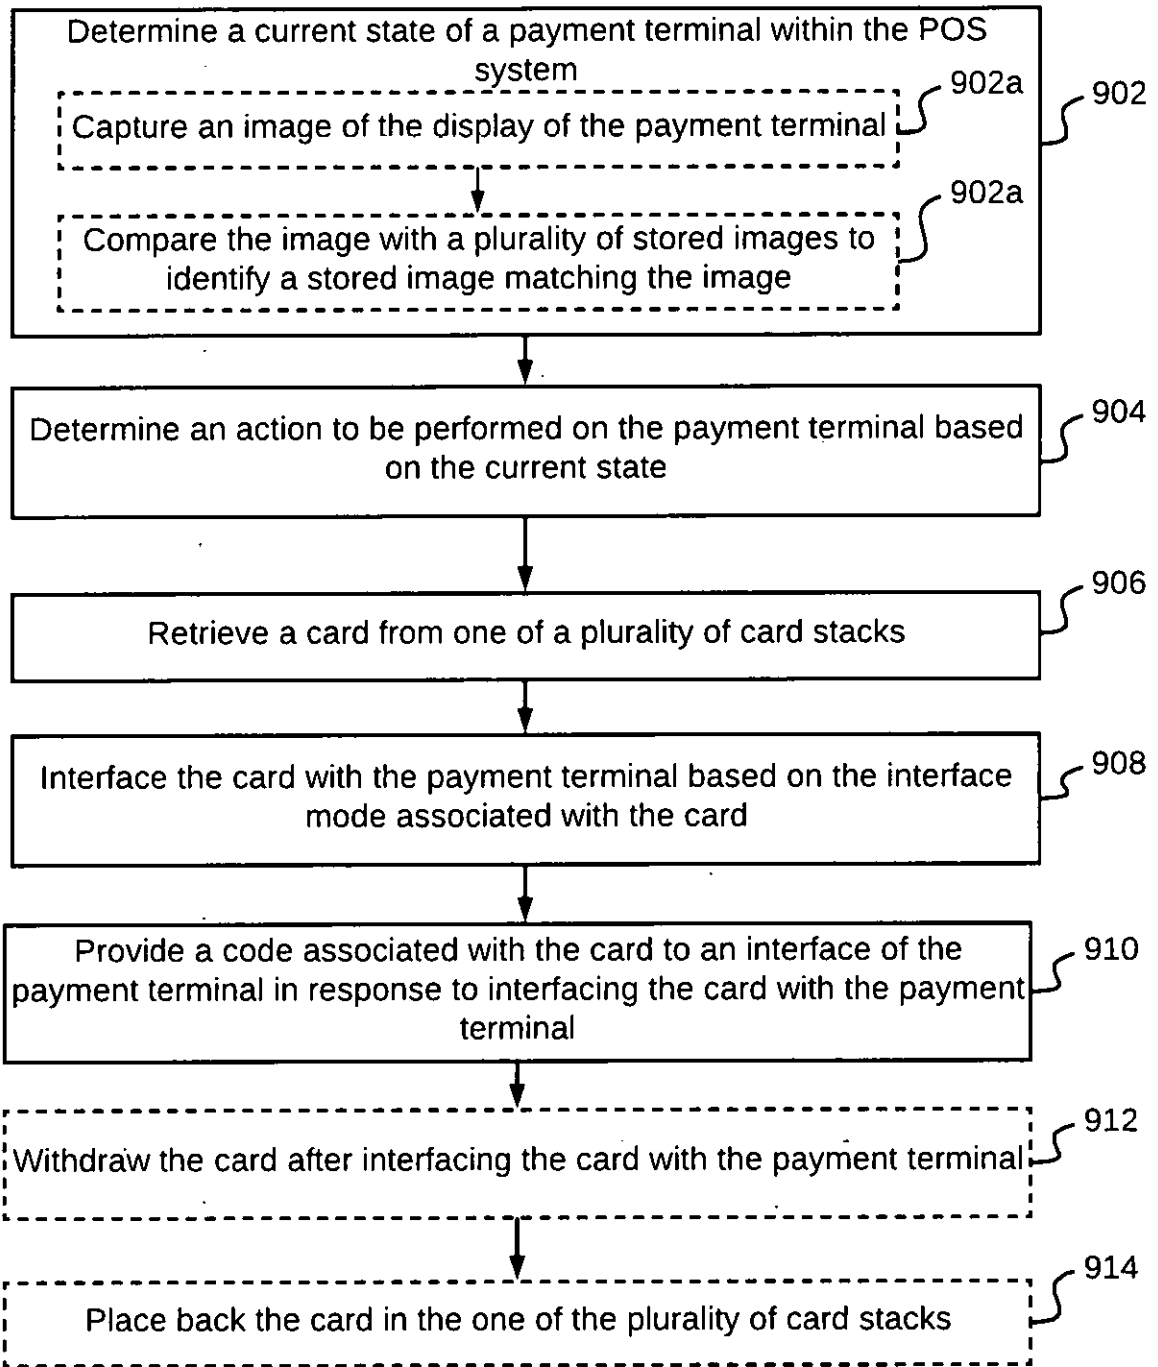 Determine a current state of a payment terminal within the POS
system
902a
Capture an image of the display of the payment terminal
902
902a
Compare the image with a plurality of stored images to
identify a stored image matching the image
904
Determine an action to be performed on the payment terminal based
on the current state
906
Retrieve a card from one of a plurality of card stacks
908
Interface the card with the payment terminal based on the interface
mode associated with the card
910
Provide a code associated with the card to an interface of the
payment terminal in response to interfacing the card with the payment
terminal
912
Withdraw the card after interfacing the card with the payment terminal
914
Place back the card in the one of the plurality of card stacks